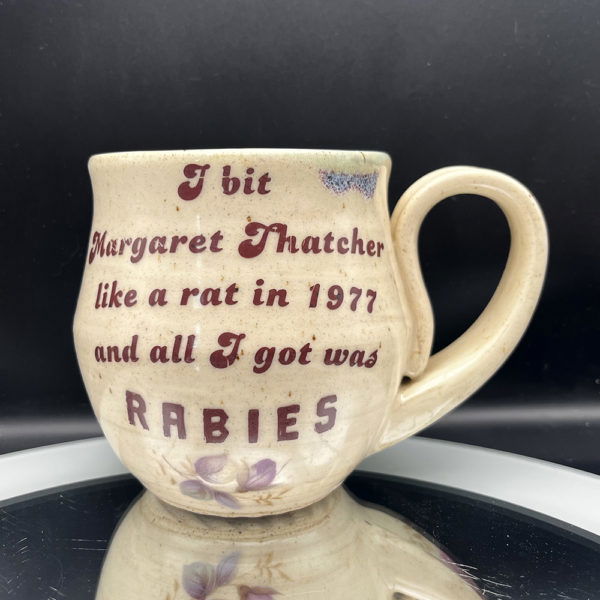 I bit
Margaret Thatcher
like a rat in 1977
and all I got was
RABIES